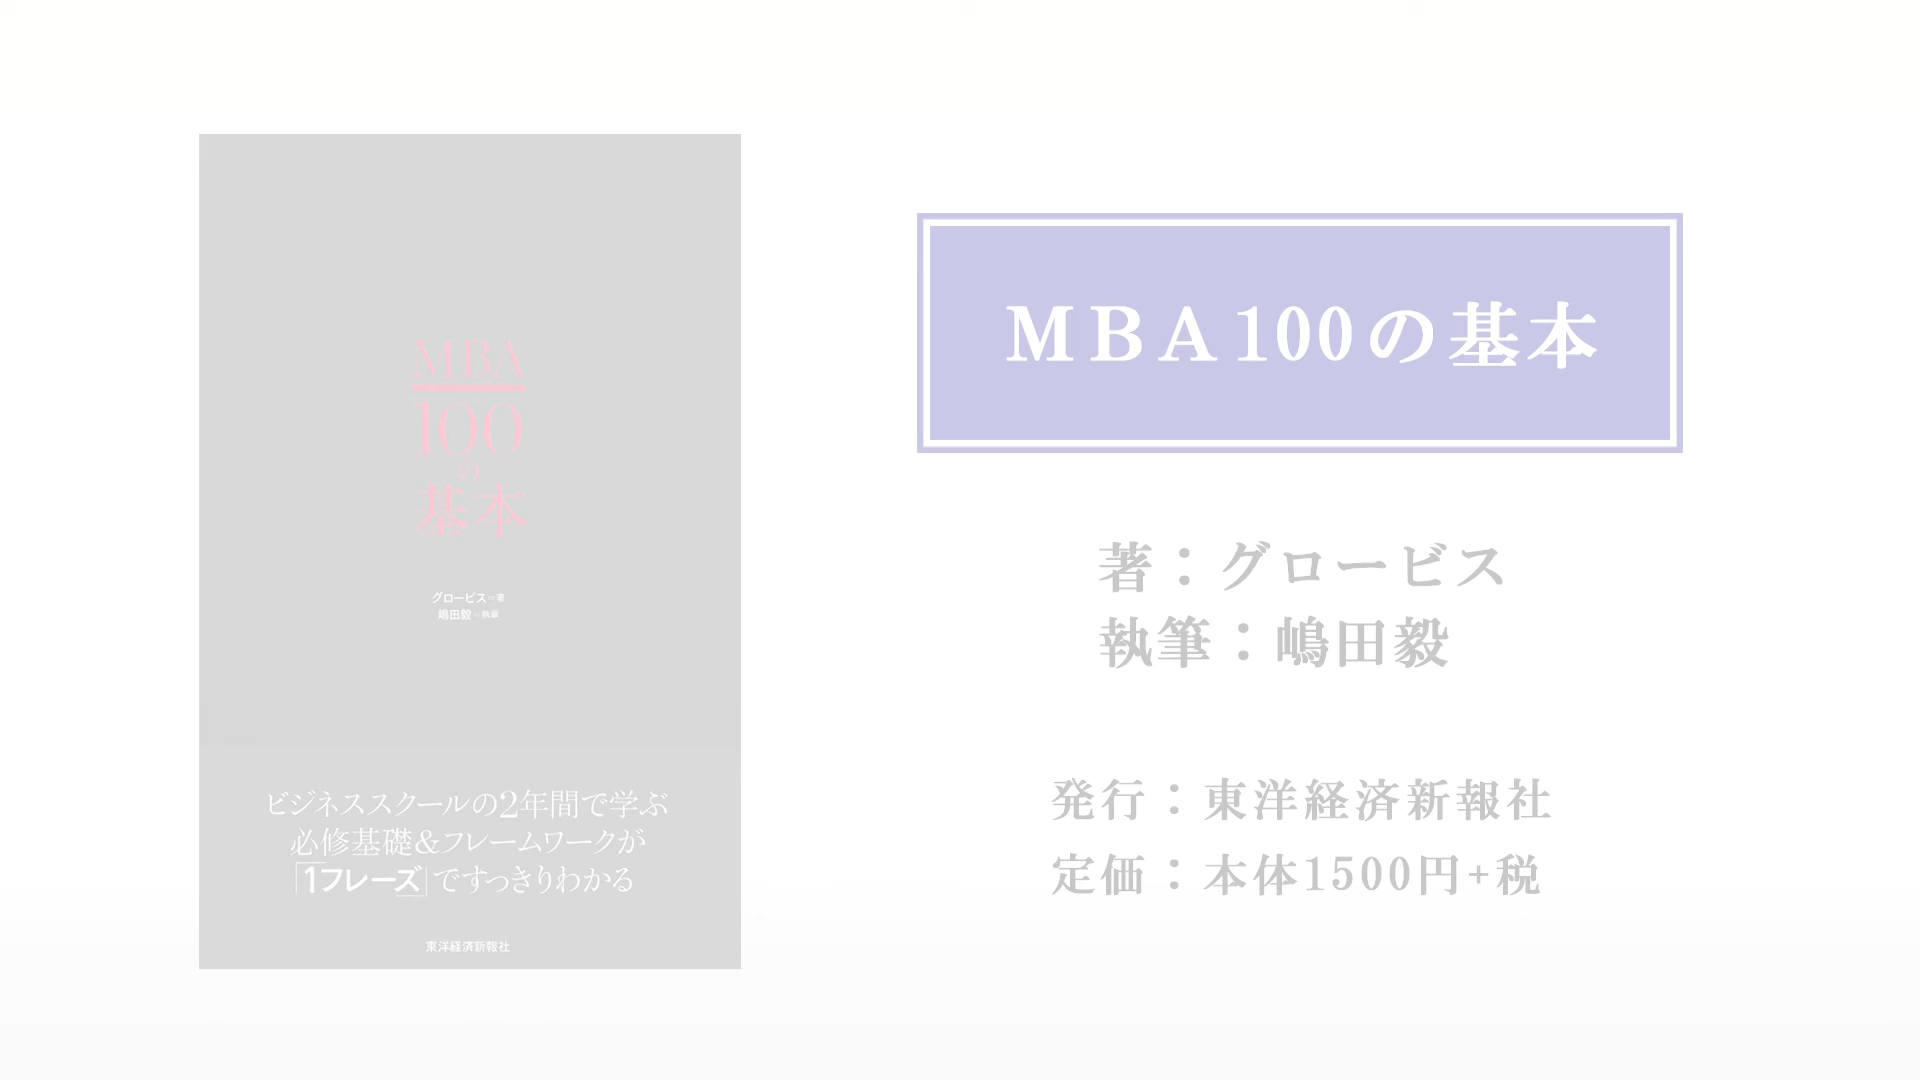 MBA
100
の
基本
グロービス=著
嶋田毅=執筆
ビジネススクールの2年間で学ぶ
必修基礎&フレームワークが
「1フレーズ」ですっきりわかる
東洋経済新報社
MBA100の基本
著：グロービス
執筆：嶋田毅
発行：東洋経済新報社
定価：本体1500円+税